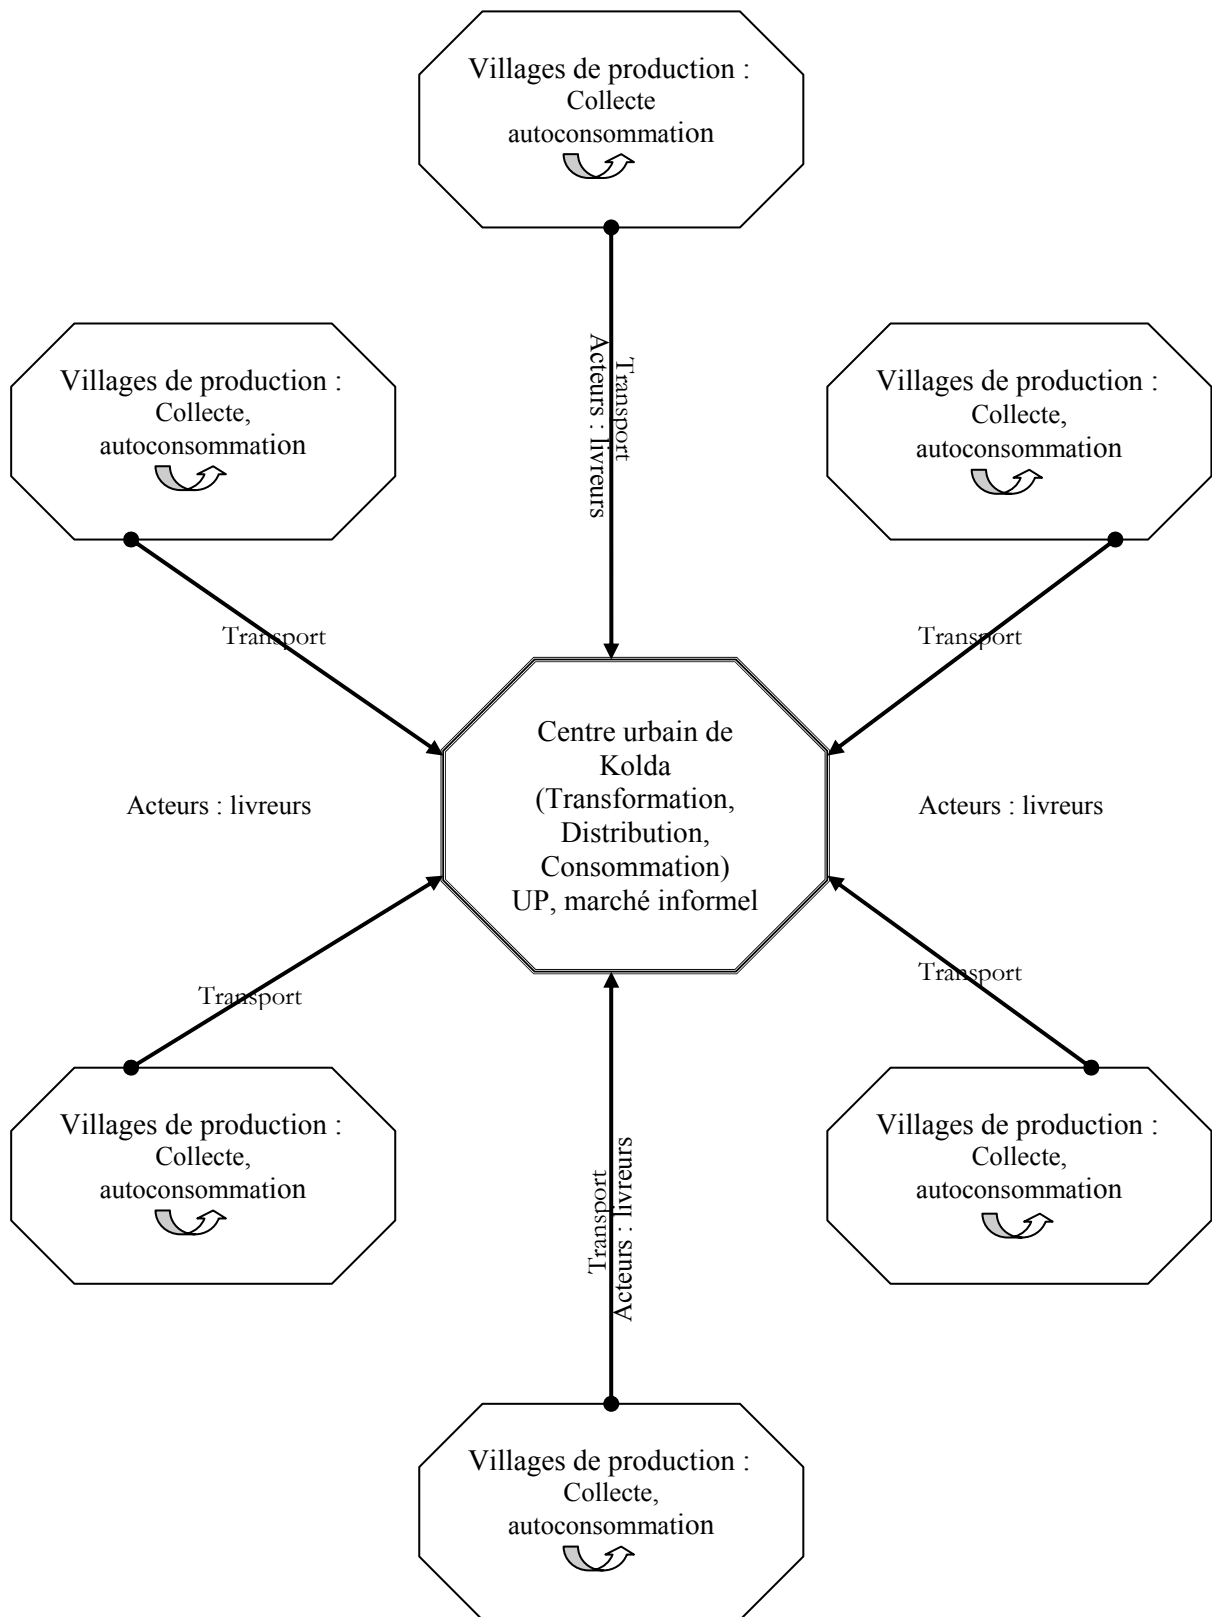 Villages de production :
Collecte
autoconsommation
Transport
Acteurs : livreurs
Villages de production :
Collecte,
autoconsommation
Villages de production :
Collecte,
autoconsommation
Transport
Transport
Centre urbain de
Kolda
(Transformation,
Distribution,
Consommation)
UP, marché informel
Acteurs : livreurs
Acteurs : livreurs
Transport
Transport
Villages de production :
Collecte,
autoconsommation
Villages de production :
Collecte,
autoconsommation
Transport
Acteurs : livreurs
Villages de production :
Collecte,
autoconsommation